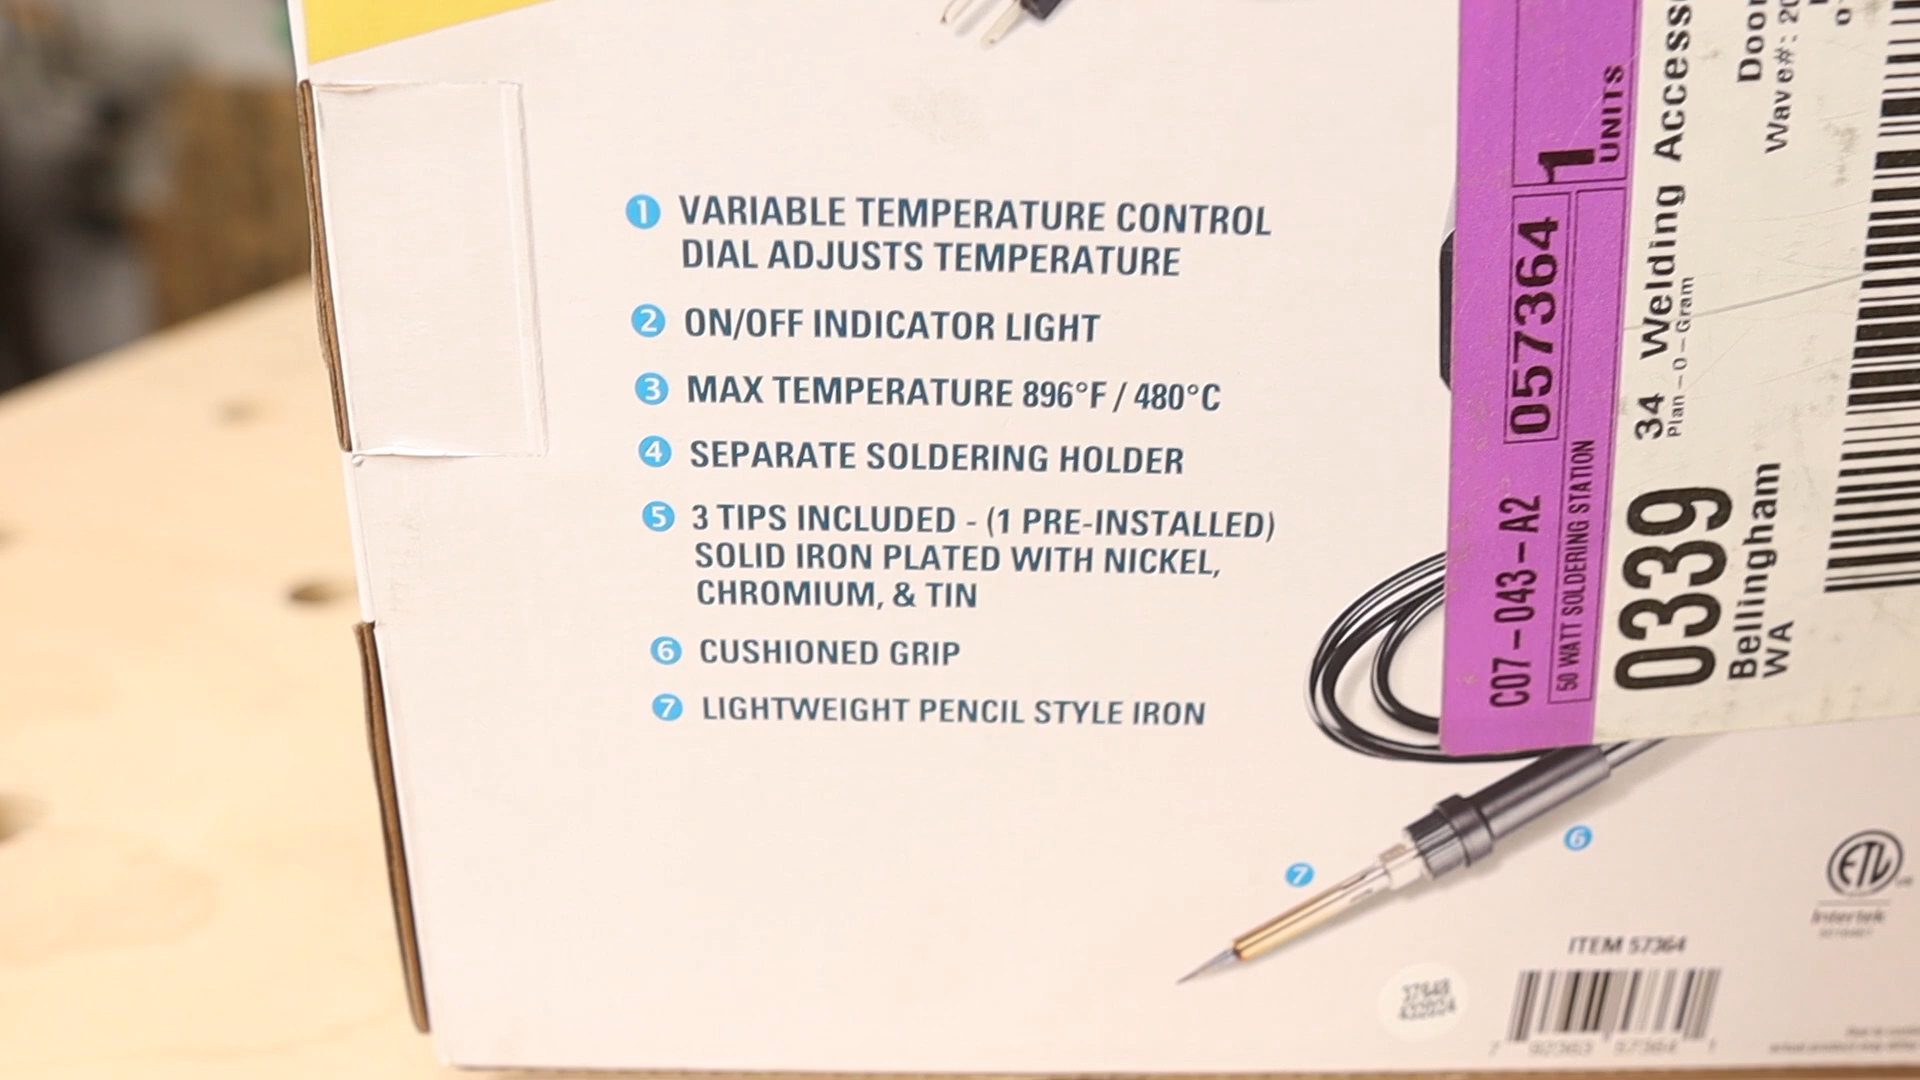 1 VARIABLE TEMPERATURE CONTROL
DIAL ADJUSTS TEMPERATURE
2 ON/OFF INDICATOR LIGHT
3 MAX TEMPERATURE 896°F / 480°C
4 SEPARATE SOLDERING HOLDER
5 3 TIPS INCLUDED - (1 PRE-INSTALLED)
SOLID IRON PLATED WITH NICKEL,
CHROMIUM, & TIN
6 CUSHIONED GRIP
7 LIGHTWEIGHT PENCIL STYLE IRON
7
6
C07-043-A2 057364 1
UNITS
50 WATT SOLDERING STATION
34 Welding Access
Plan-O-Gram
0339
Bellingham
WA
Door
Wave#: 20
ETL
Intertek
ITEM 57364